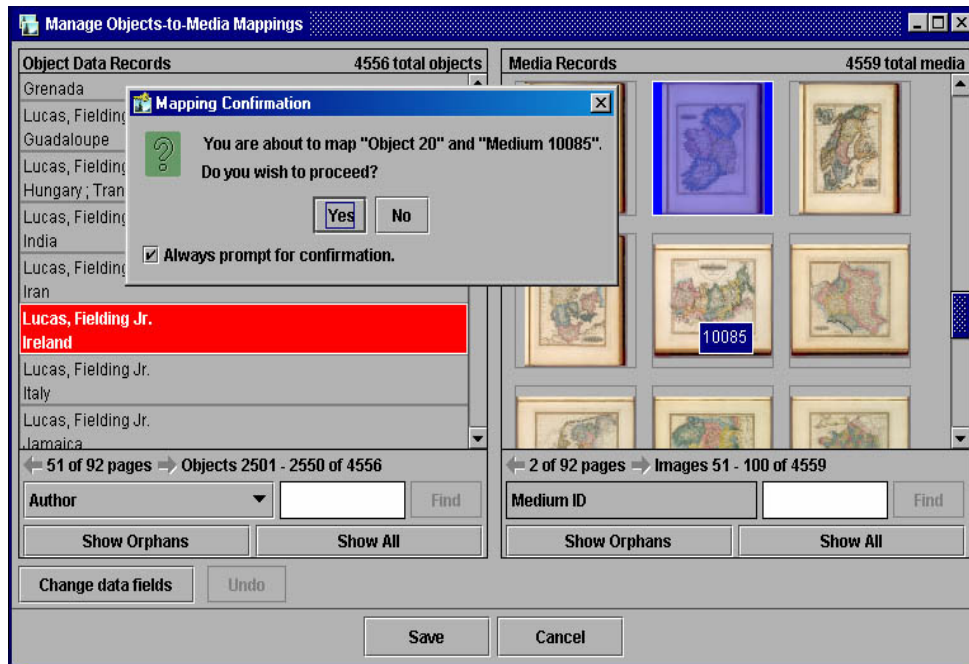 Manage Objects-to-Media Mappings
Object Data Records 4556 total objects
Grenada
Lucas, Fielding
Guadaloupe
Lucas, Fielding
Hungary ; Tran
Lucas, Fielding
India
Lucas, Fielding
Iran
Lucas, Fielding Jr.
Ireland
Lucas, Fielding Jr.
Italy
Lucas, Fielding Jr.
Jamaica
51 of 92 pages Objects 2501 - 2550 of 4556
Author Find
Show Orphans Show All
Mapping Confirmation
You are about to map "Object 20" and "Medium 10085".
Do you wish to proceed?
Yes No
Always prompt for confirmation.
Media Records 4559 total media
10085
2 of 92 pages Images 51 - 100 of 4559
Medium ID Find
Show Orphans Show All
Change data fields Undo
Save Cancel